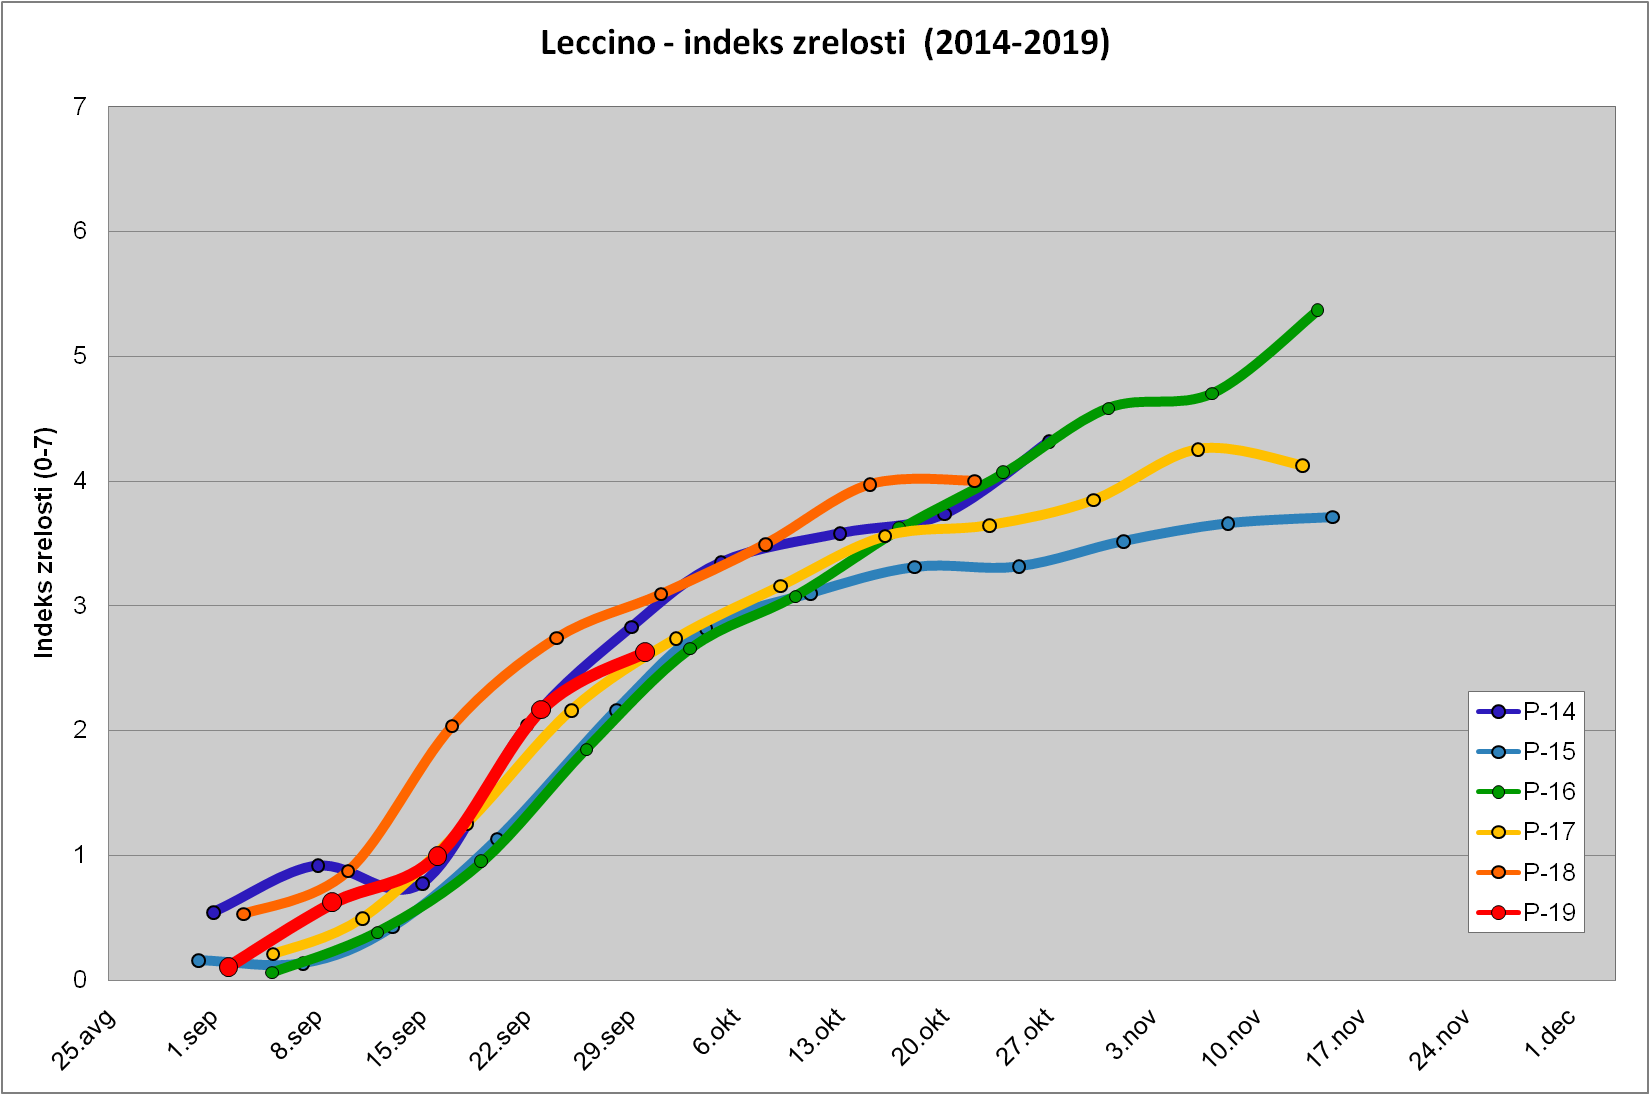 Leccino - indeks zrelosti  (2014-2019)
7
6
5
4
3
2
1
0
Indeks zrelosti (0-7)
25.avg
1.sep
8.sep
15.sep
22.sep
29.sep
6.okt
13.okt
20.okt
27.okt
3.nov
10.nov
17.nov
24.nov
1.dec
P-14
P-15
P-16
P-17
P-18
P-19